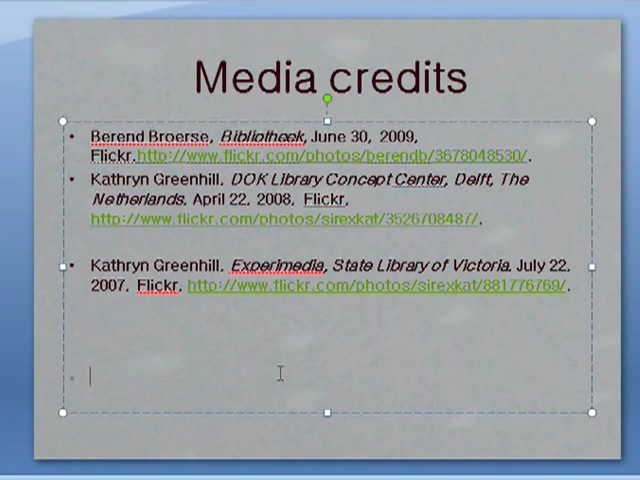 Media credits
• Berend Broerse, Bibliotheek, June 30, 2009,
Flickr.http://www.flickr.com/photos/berendb/3678048530/.
• Kathryn Greenhill. DOK Library Concept Center, Delft, The
Netherlands, April 22, 2008, Flickr,
http://www.flickr.com/photos/sirexkat/3526708487/.
• Kathryn Greenhill. Experimedia, State Library of Victoria. July 22,
2007, Flickr, http://www.flickr.com/photos/sirexkat/881776769/.